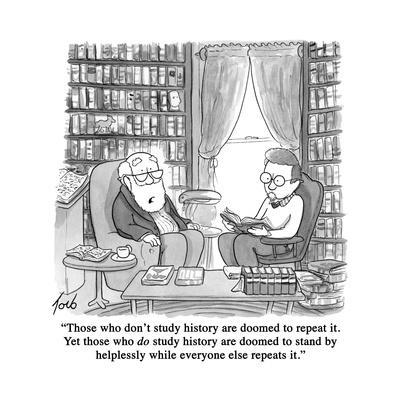 Toro
“Those who don’t study history are doomed to repeat it.
Yet those who do study history are doomed to stand by
helplessly while everyone else repeats it.”